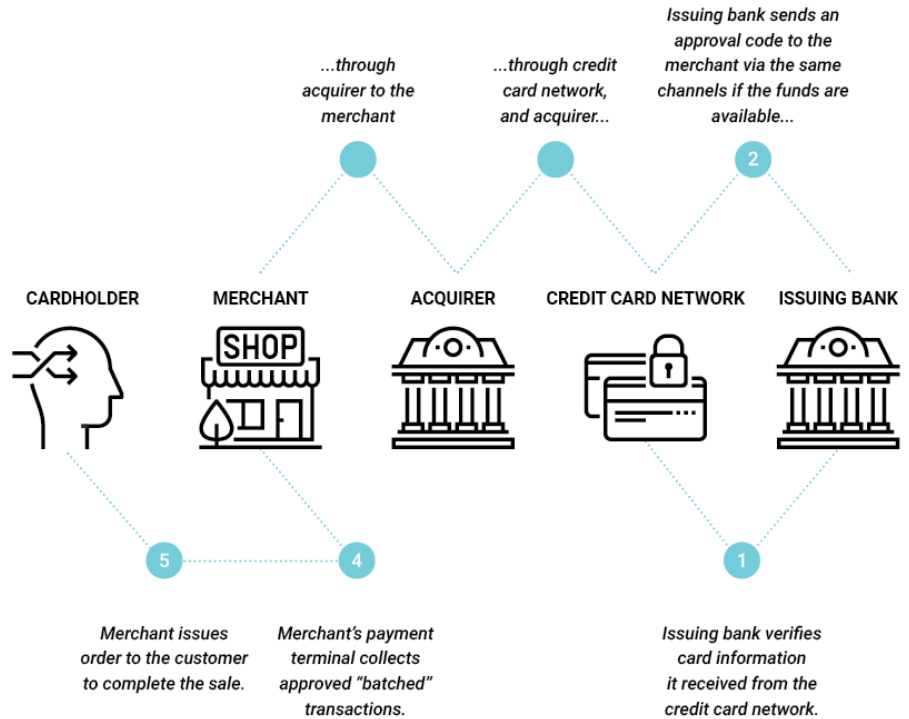 ...through
acquirer to the
merchant
...through credit
card network,
and acquirer...
Issuing bank sends an
approval code to the
merchant via the same
channels if the funds are
available...
2
CARDHOLDER
MERCHANT
ACQUIRER
CREDIT CARD NETWORK
ISSUING BANK
SHOP
5
4
1
Merchant issues
order to the customer
to complete the sale.
Merchant’s payment
terminal collects
approved “batched”
transactions.
Issuing bank verifies
card information
it received from the
credit card network.